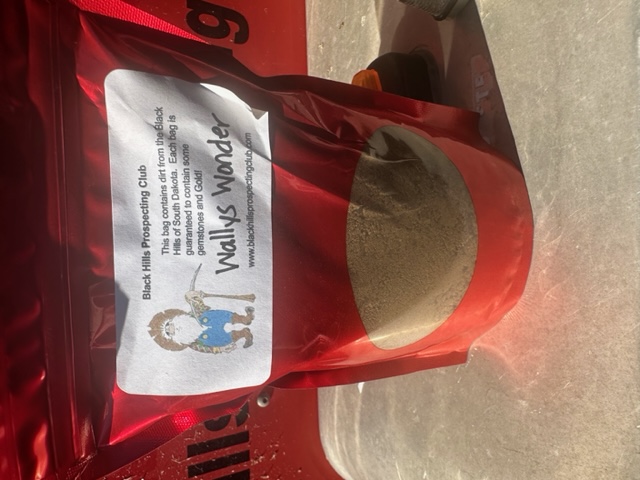 Black Hills Prospecting Club
This bag contains dirt from the Black
Hills of South Dakota. Each bag is
guaranteed to contain some
gemstones and Gold!
Wallys Wonder
www.blackhillsprospectingclub.com